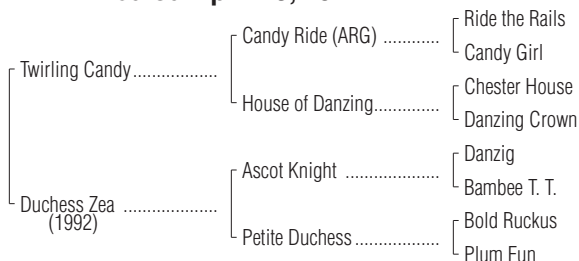 Ride the Rails
Candy Ride (ARG) ............
Candy Girl
Twirling Candy..................
Chester House
House of Danzing..............
Danzing Crown
Danzig
Ascot Knight .................
Bambee T. T.
Duchess Zea ....................
(1992)
Bold Ruckus
Petite Duchess..................
Plum Fun